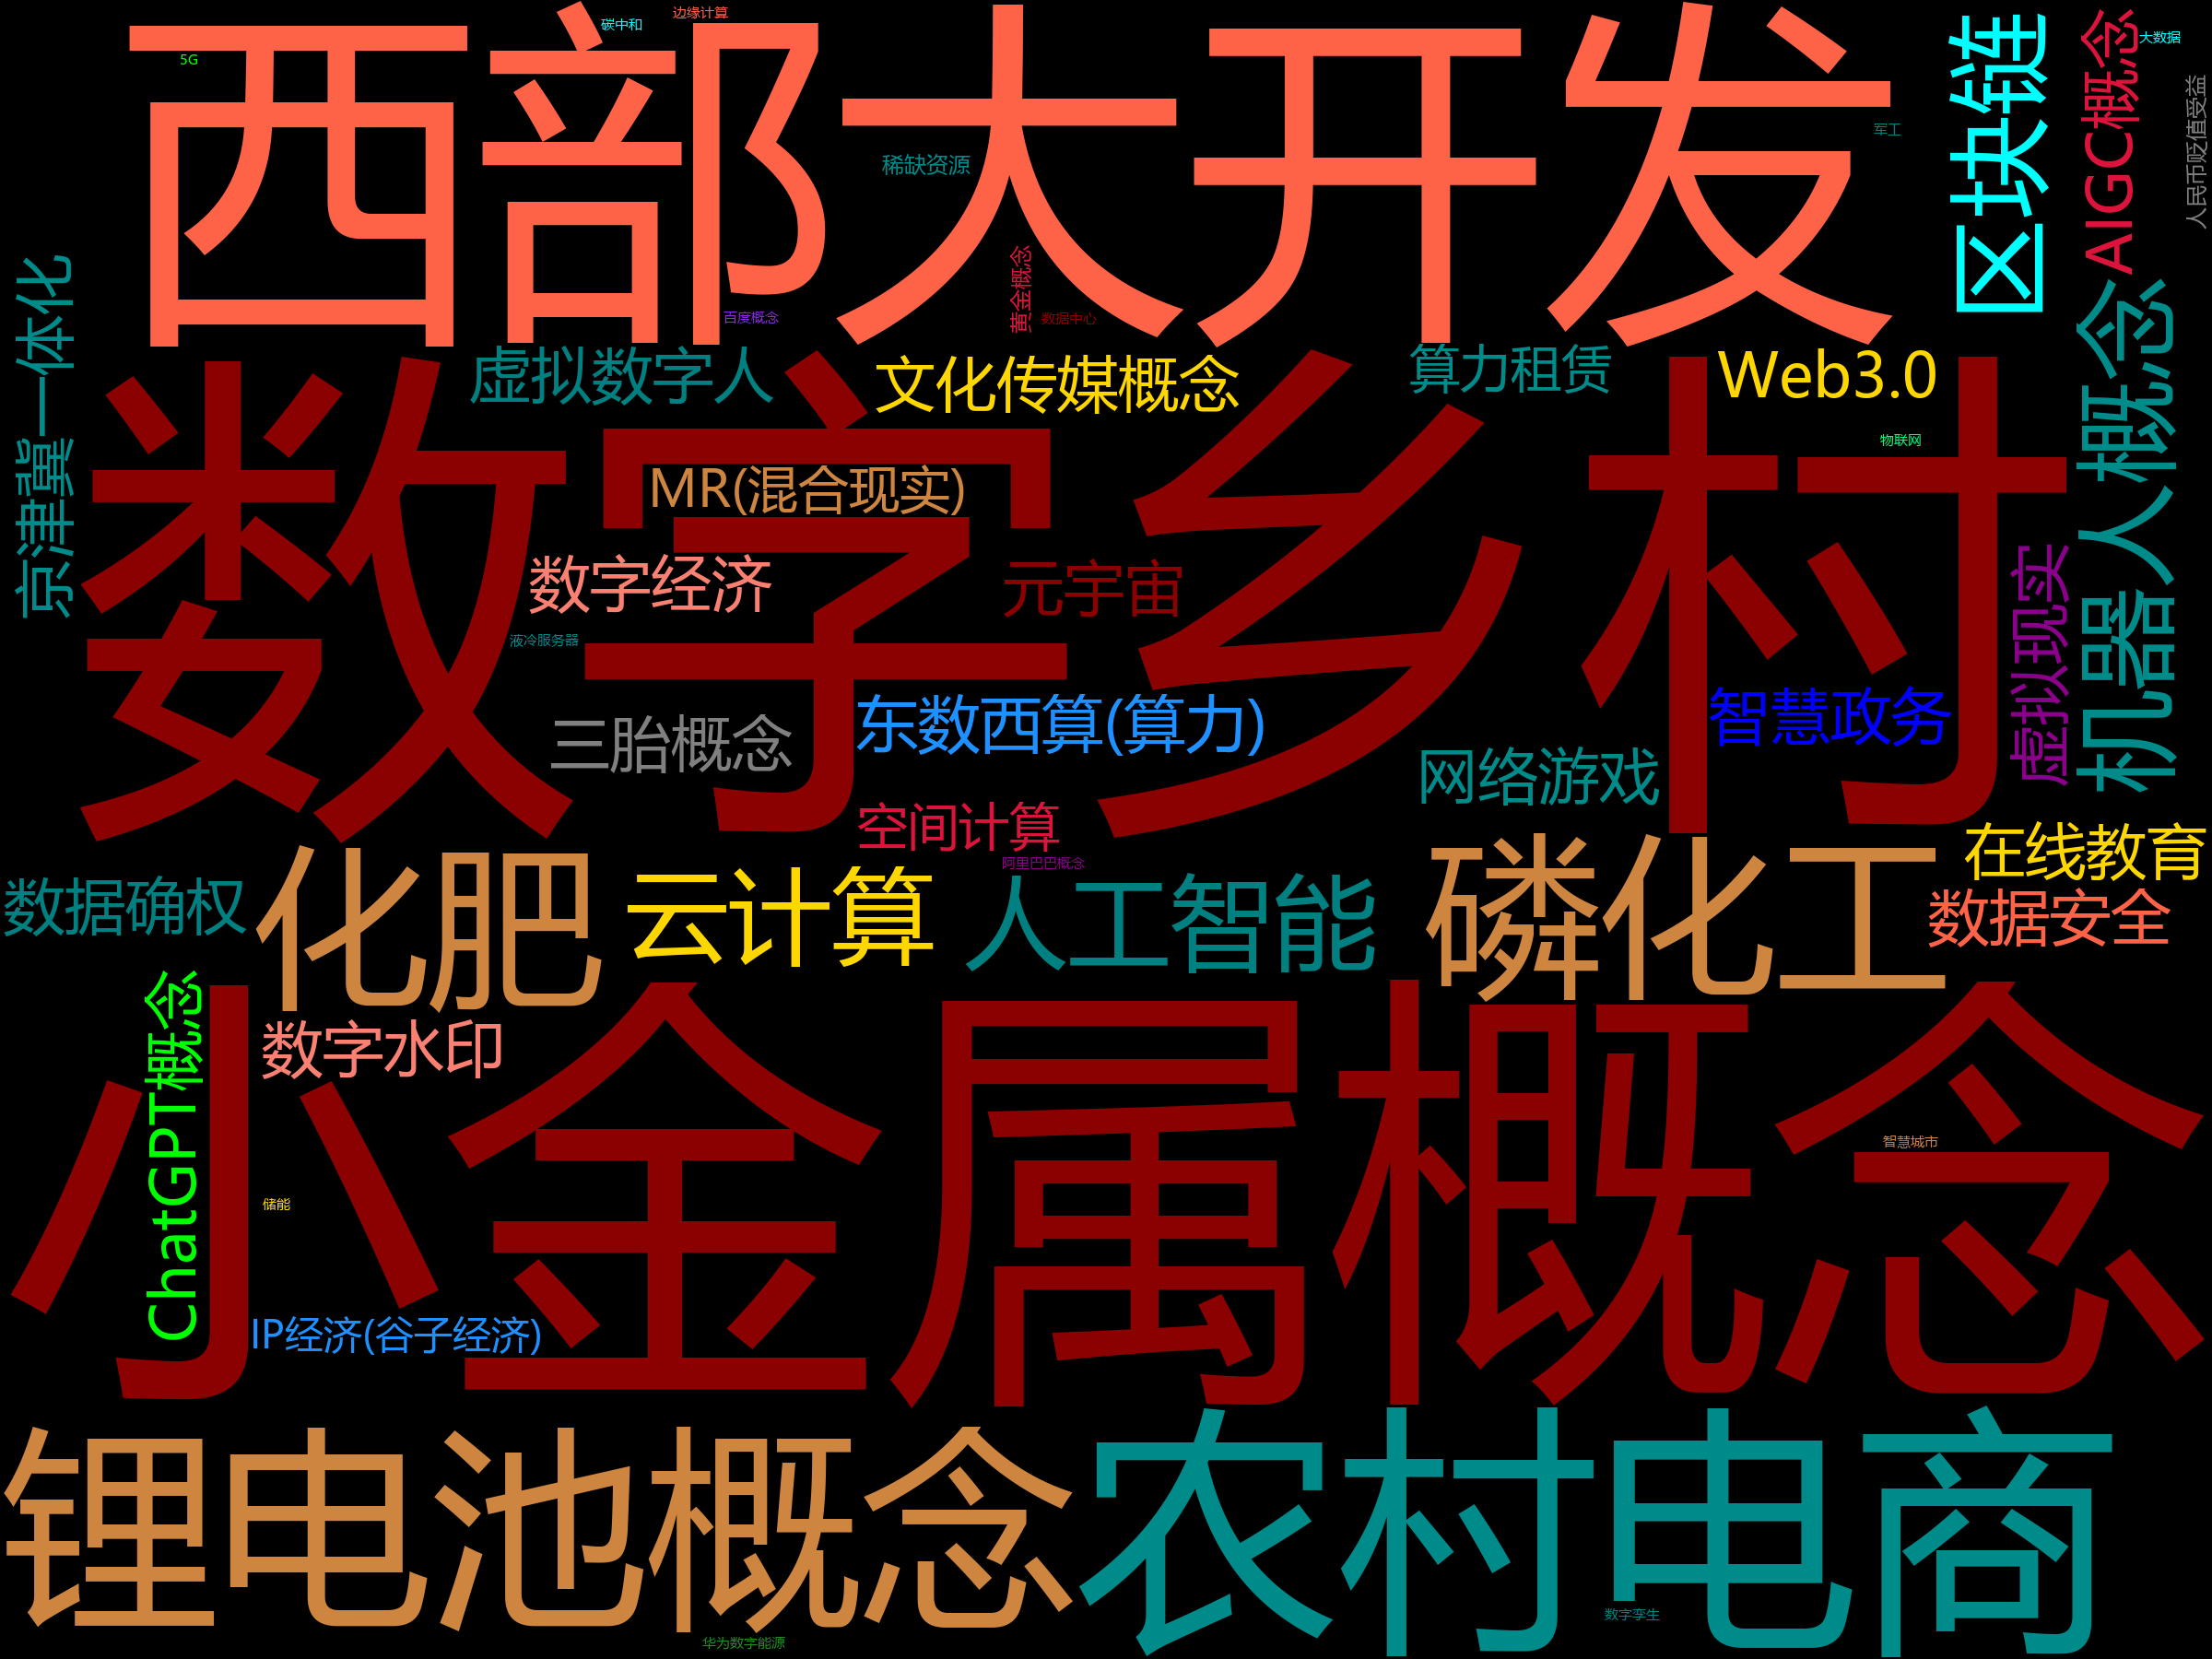 碳中和
边缘计算
5G
西部大开发
区块链
AIGC概念
大数据
人民币贬值受益
军工
稀缺资源
黄金概念
百度概念
数据中心
京津冀一体化
虚拟数字人
文化传媒概念
算力租赁
Web3.0
机器人概念
数字乡村
物联网
MR(混合现实)
数字经济
元宇宙
虚拟现实
液冷服务器
三胎概念
东数西算(算力)
智慧政务
网络游戏
空间计算
在线教育
阿里巴巴概念
数据确权
化肥
云计算
人工智能
磷化工
数据安全
ChatGPT概念
数字水印
小金属概念
智慧城市
储能
IP经济(谷子经济)
锂电池概念
农村电商
数字孪生
华为数字能源